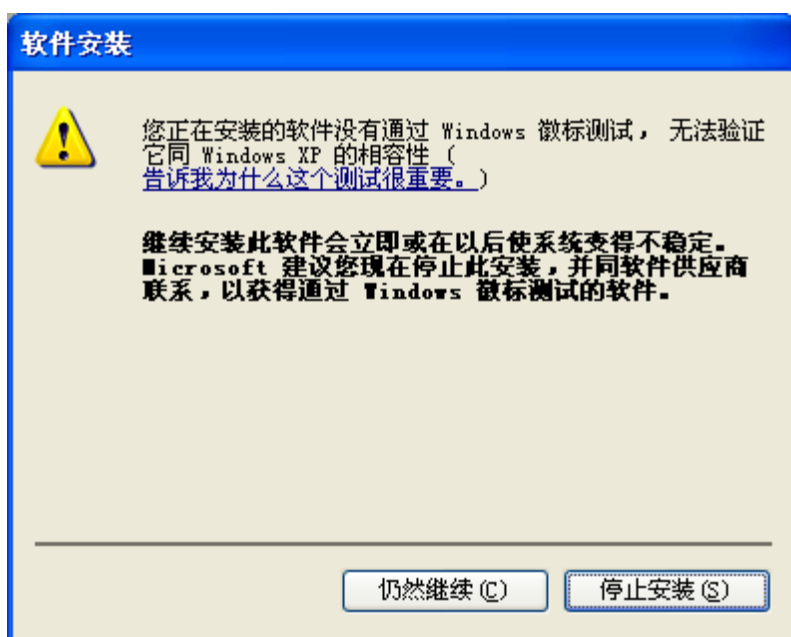 软件安装
您正在安装的软件没有通过 Windows 徽标测试， 无法验证
它同 Windows XP 的相容性 (
告诉我为什么这个测试很重要。)
继续安装此软件会立即或在以后使系统变得不稳定。
Microsoft 建议您现在停止此安装，并同软件供应商
联系，以获得通过 Windows 徽标测试的软件。
仍然继续(C)
停止安装(S)